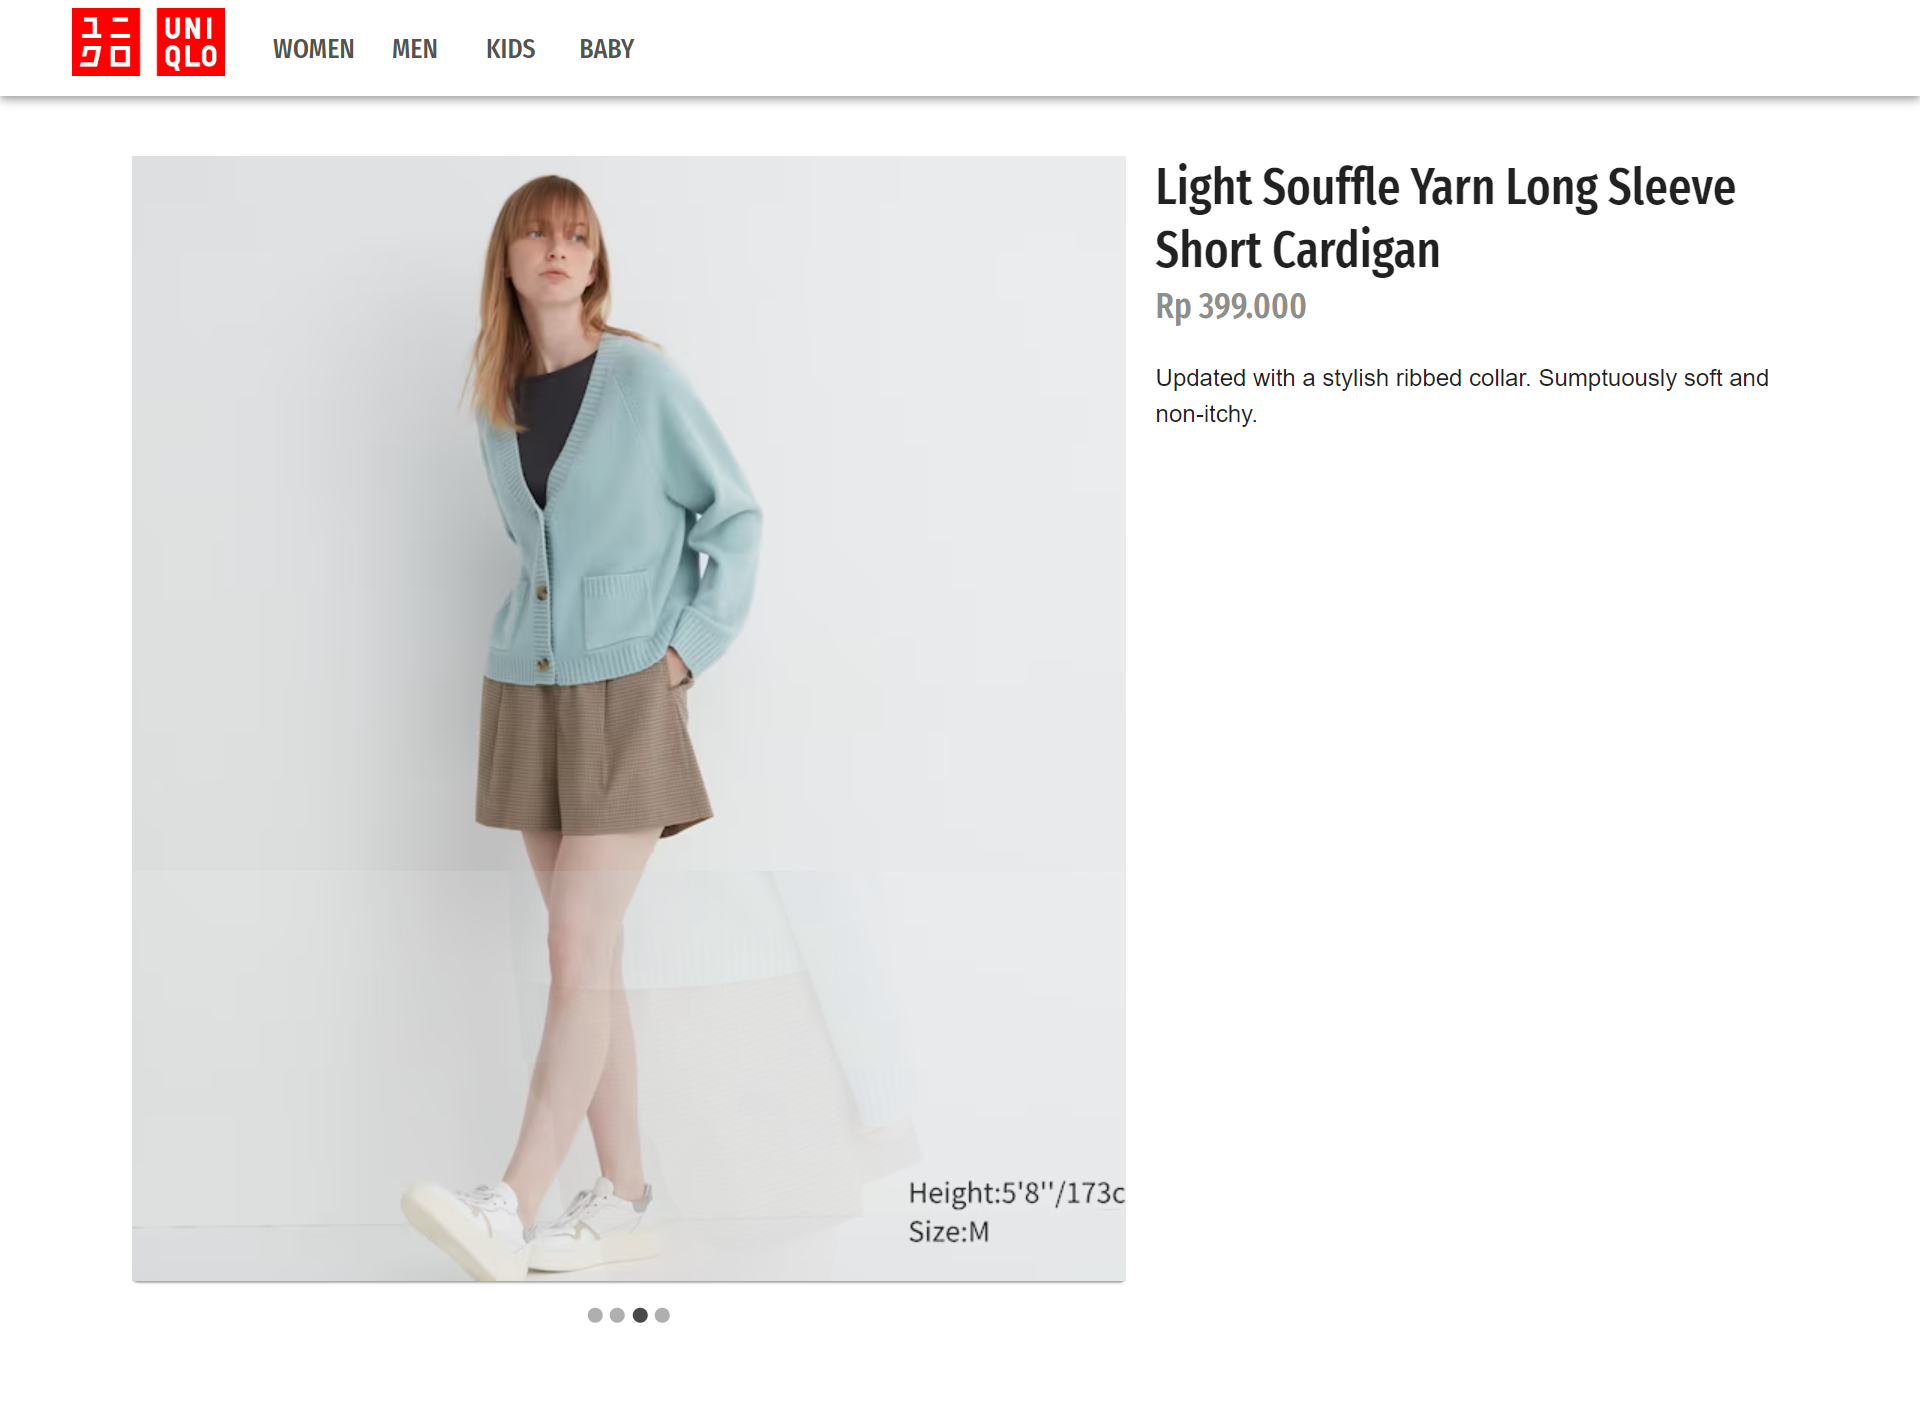 ユニ UNI
クロ QLO
WOMEN MEN KIDS BABY
Light Souffle Yarn Long Sleeve
Short Cardigan
Rp 399.000
Updated with a stylish ribbed collar. Sumptuously soft and
non-itchy.
Height:5'8''/173c
Size:M